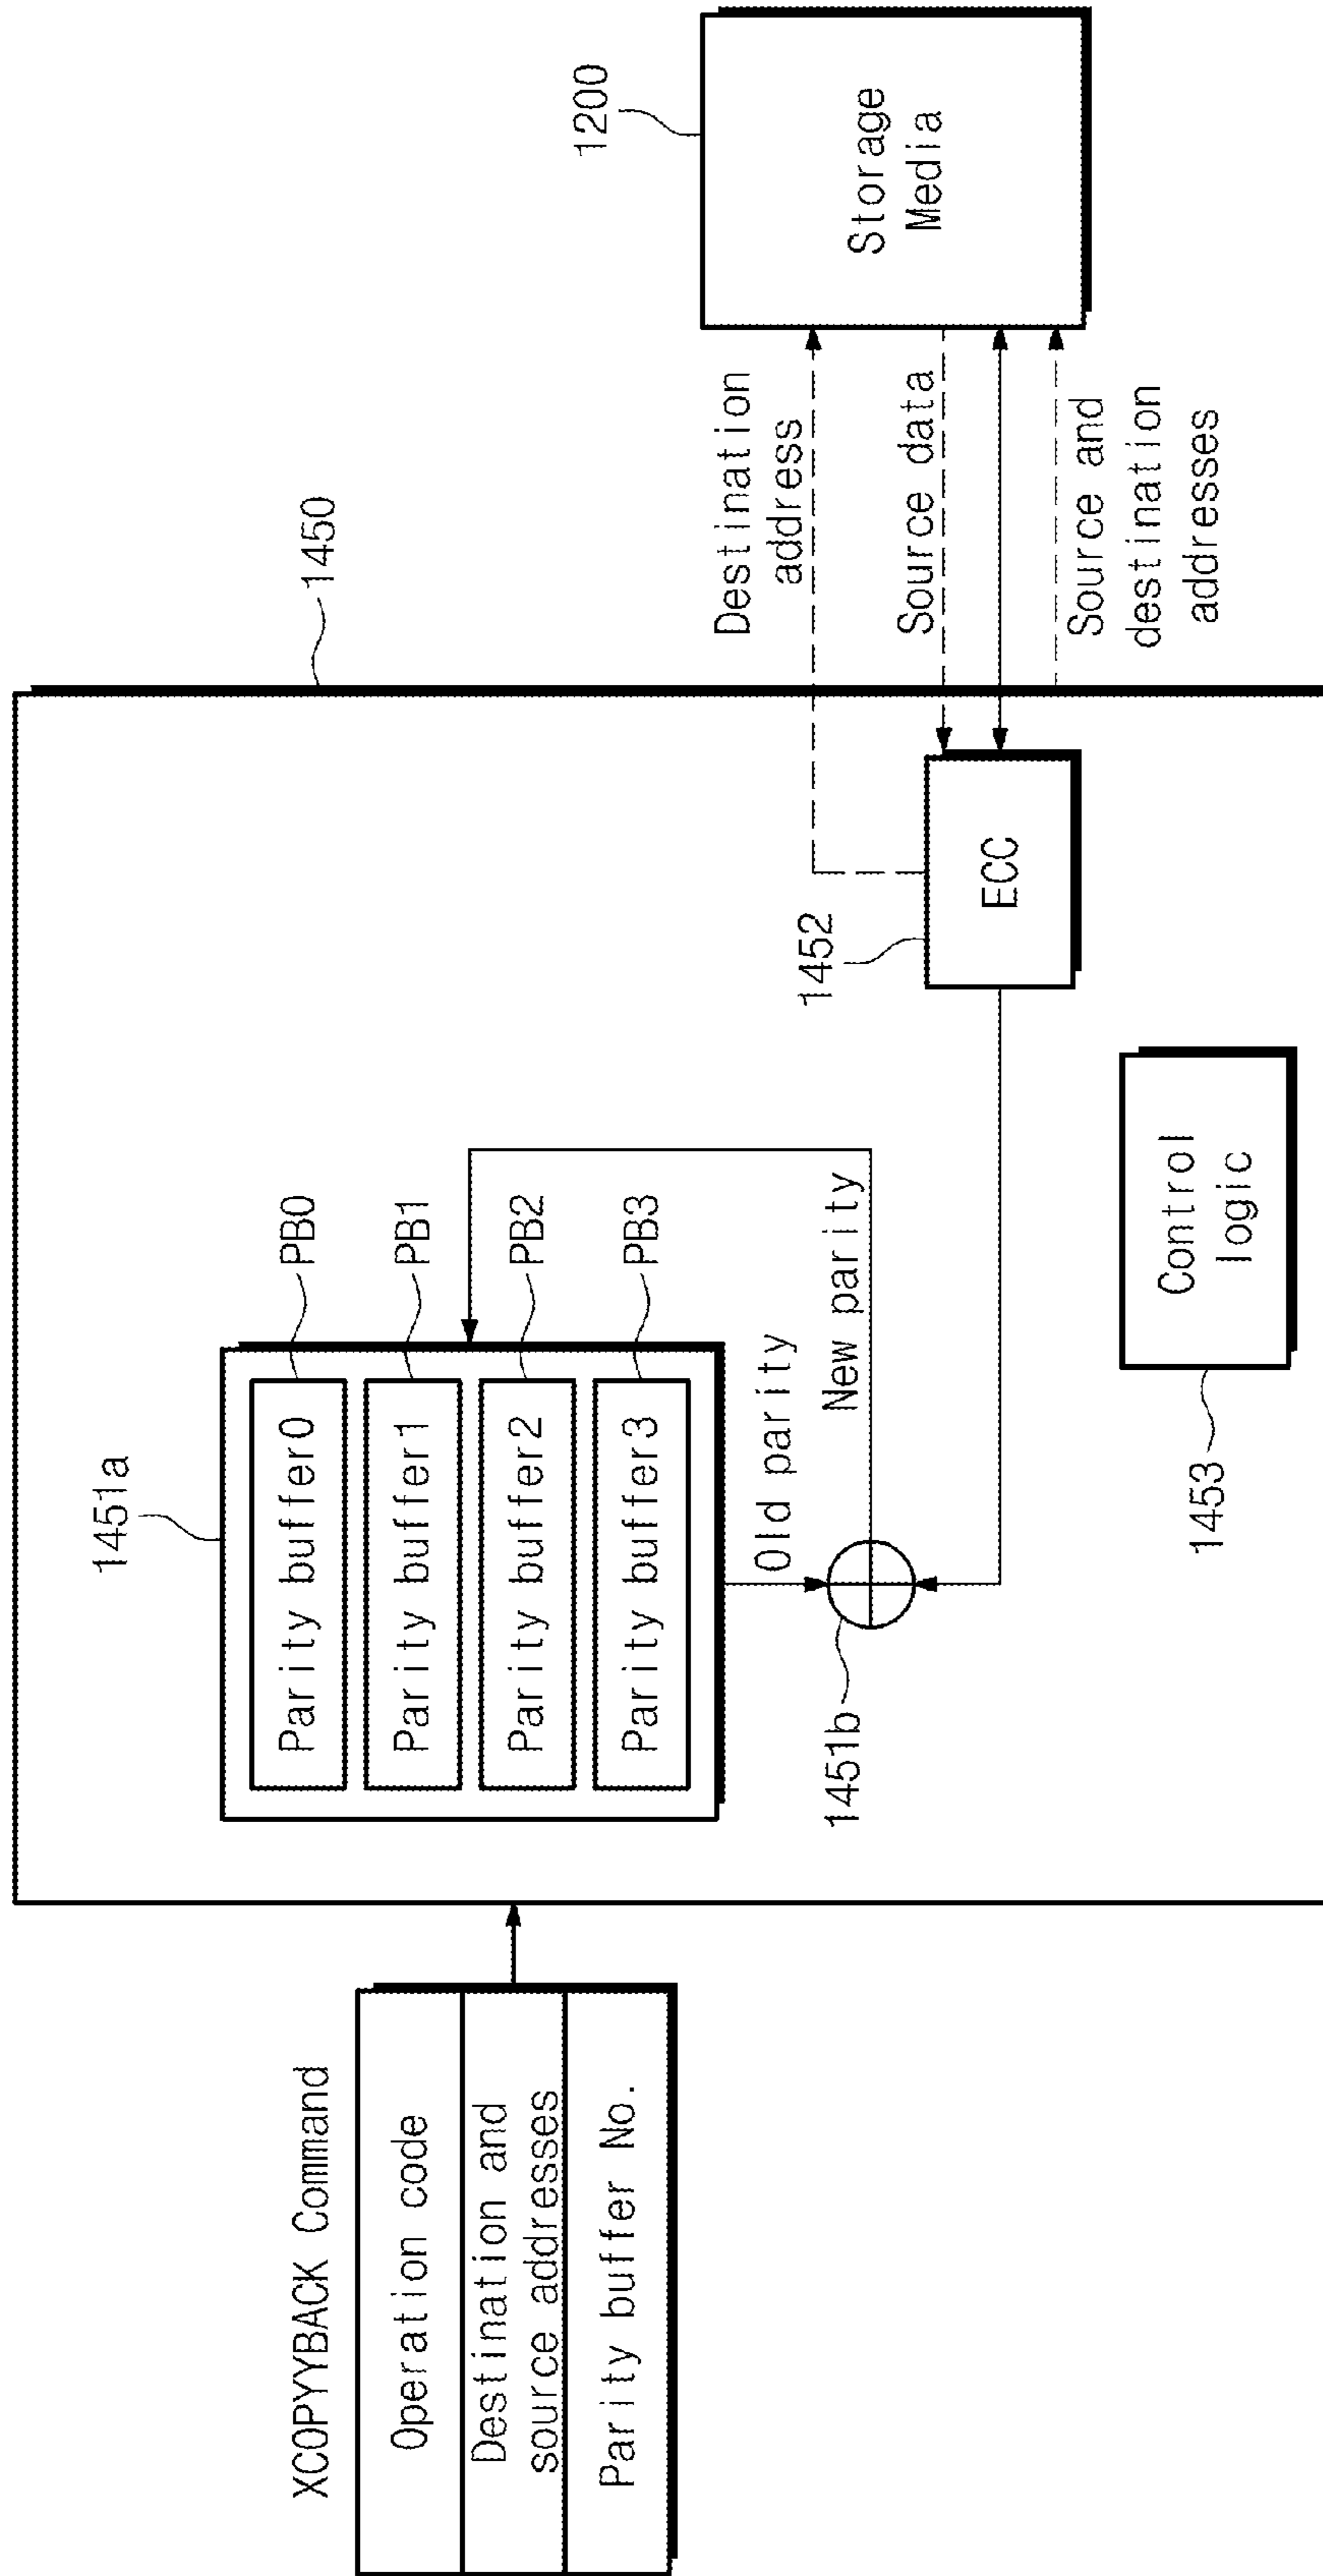 XCOPYYBACK Command
Operation code
Destination and
source addresses
Parity buffer No.
1450
1451a
Parity buffer0
Parity buffer1
Parity buffer2
Parity buffer3
PB0
PB1
PB2
PB3
Old parity
New parity
1451b
1452
ECC
1453
Control
logic
Destination
address
Source data
Source and
destination
addresses
1200
Storage
Media